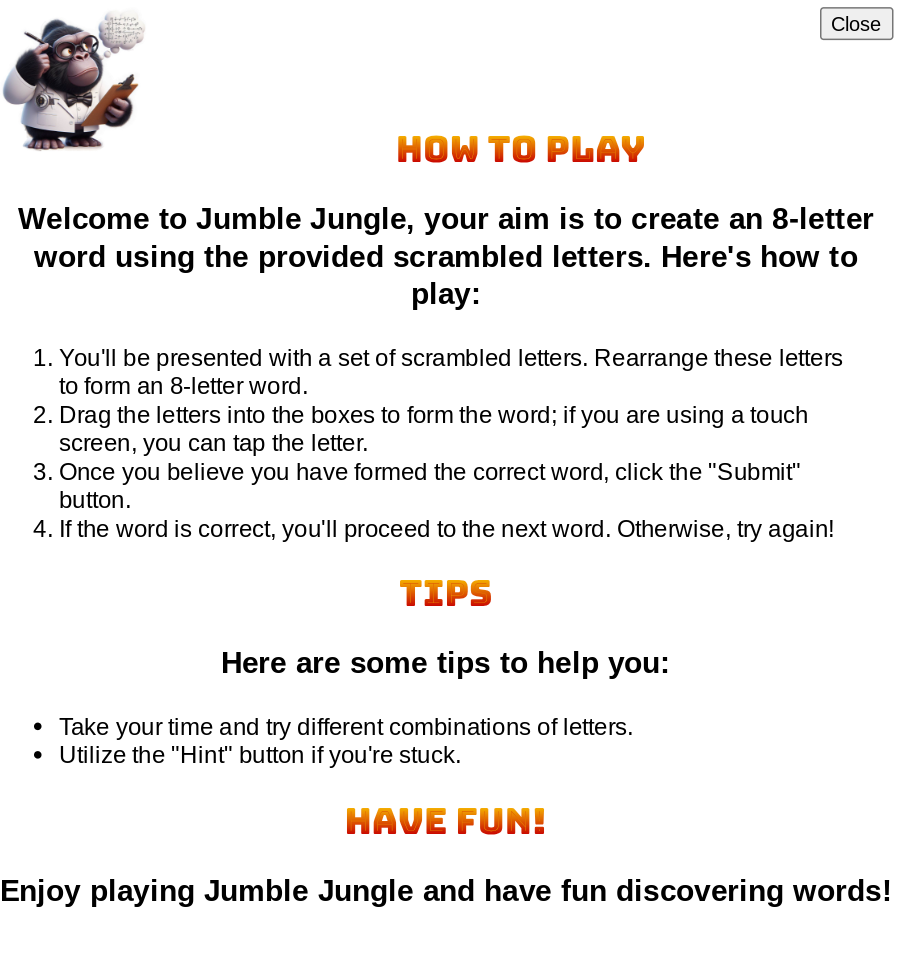 Close
HOW TO PLAY
Welcome to Jumble Jungle, your aim is to create an 8-letter
word using the provided scrambled letters. Here's how to
play:
1. You'll be presented with a set of scrambled letters. Rearrange these letters
to form an 8-letter word.
2. Drag the letters into the boxes to form the word; if you are using a touch
screen, you can tap the letter.
3. Once you believe you have formed the correct word, click the "Submit"
button.
4. If the word is correct, you'll proceed to the next word. Otherwise, try again!
TIPS
Here are some tips to help you:
• Take your time and try different combinations of letters.
• Utilize the "Hint" button if you're stuck.
HAVE FUN!
Enjoy playing Jumble Jungle and have fun discovering words!